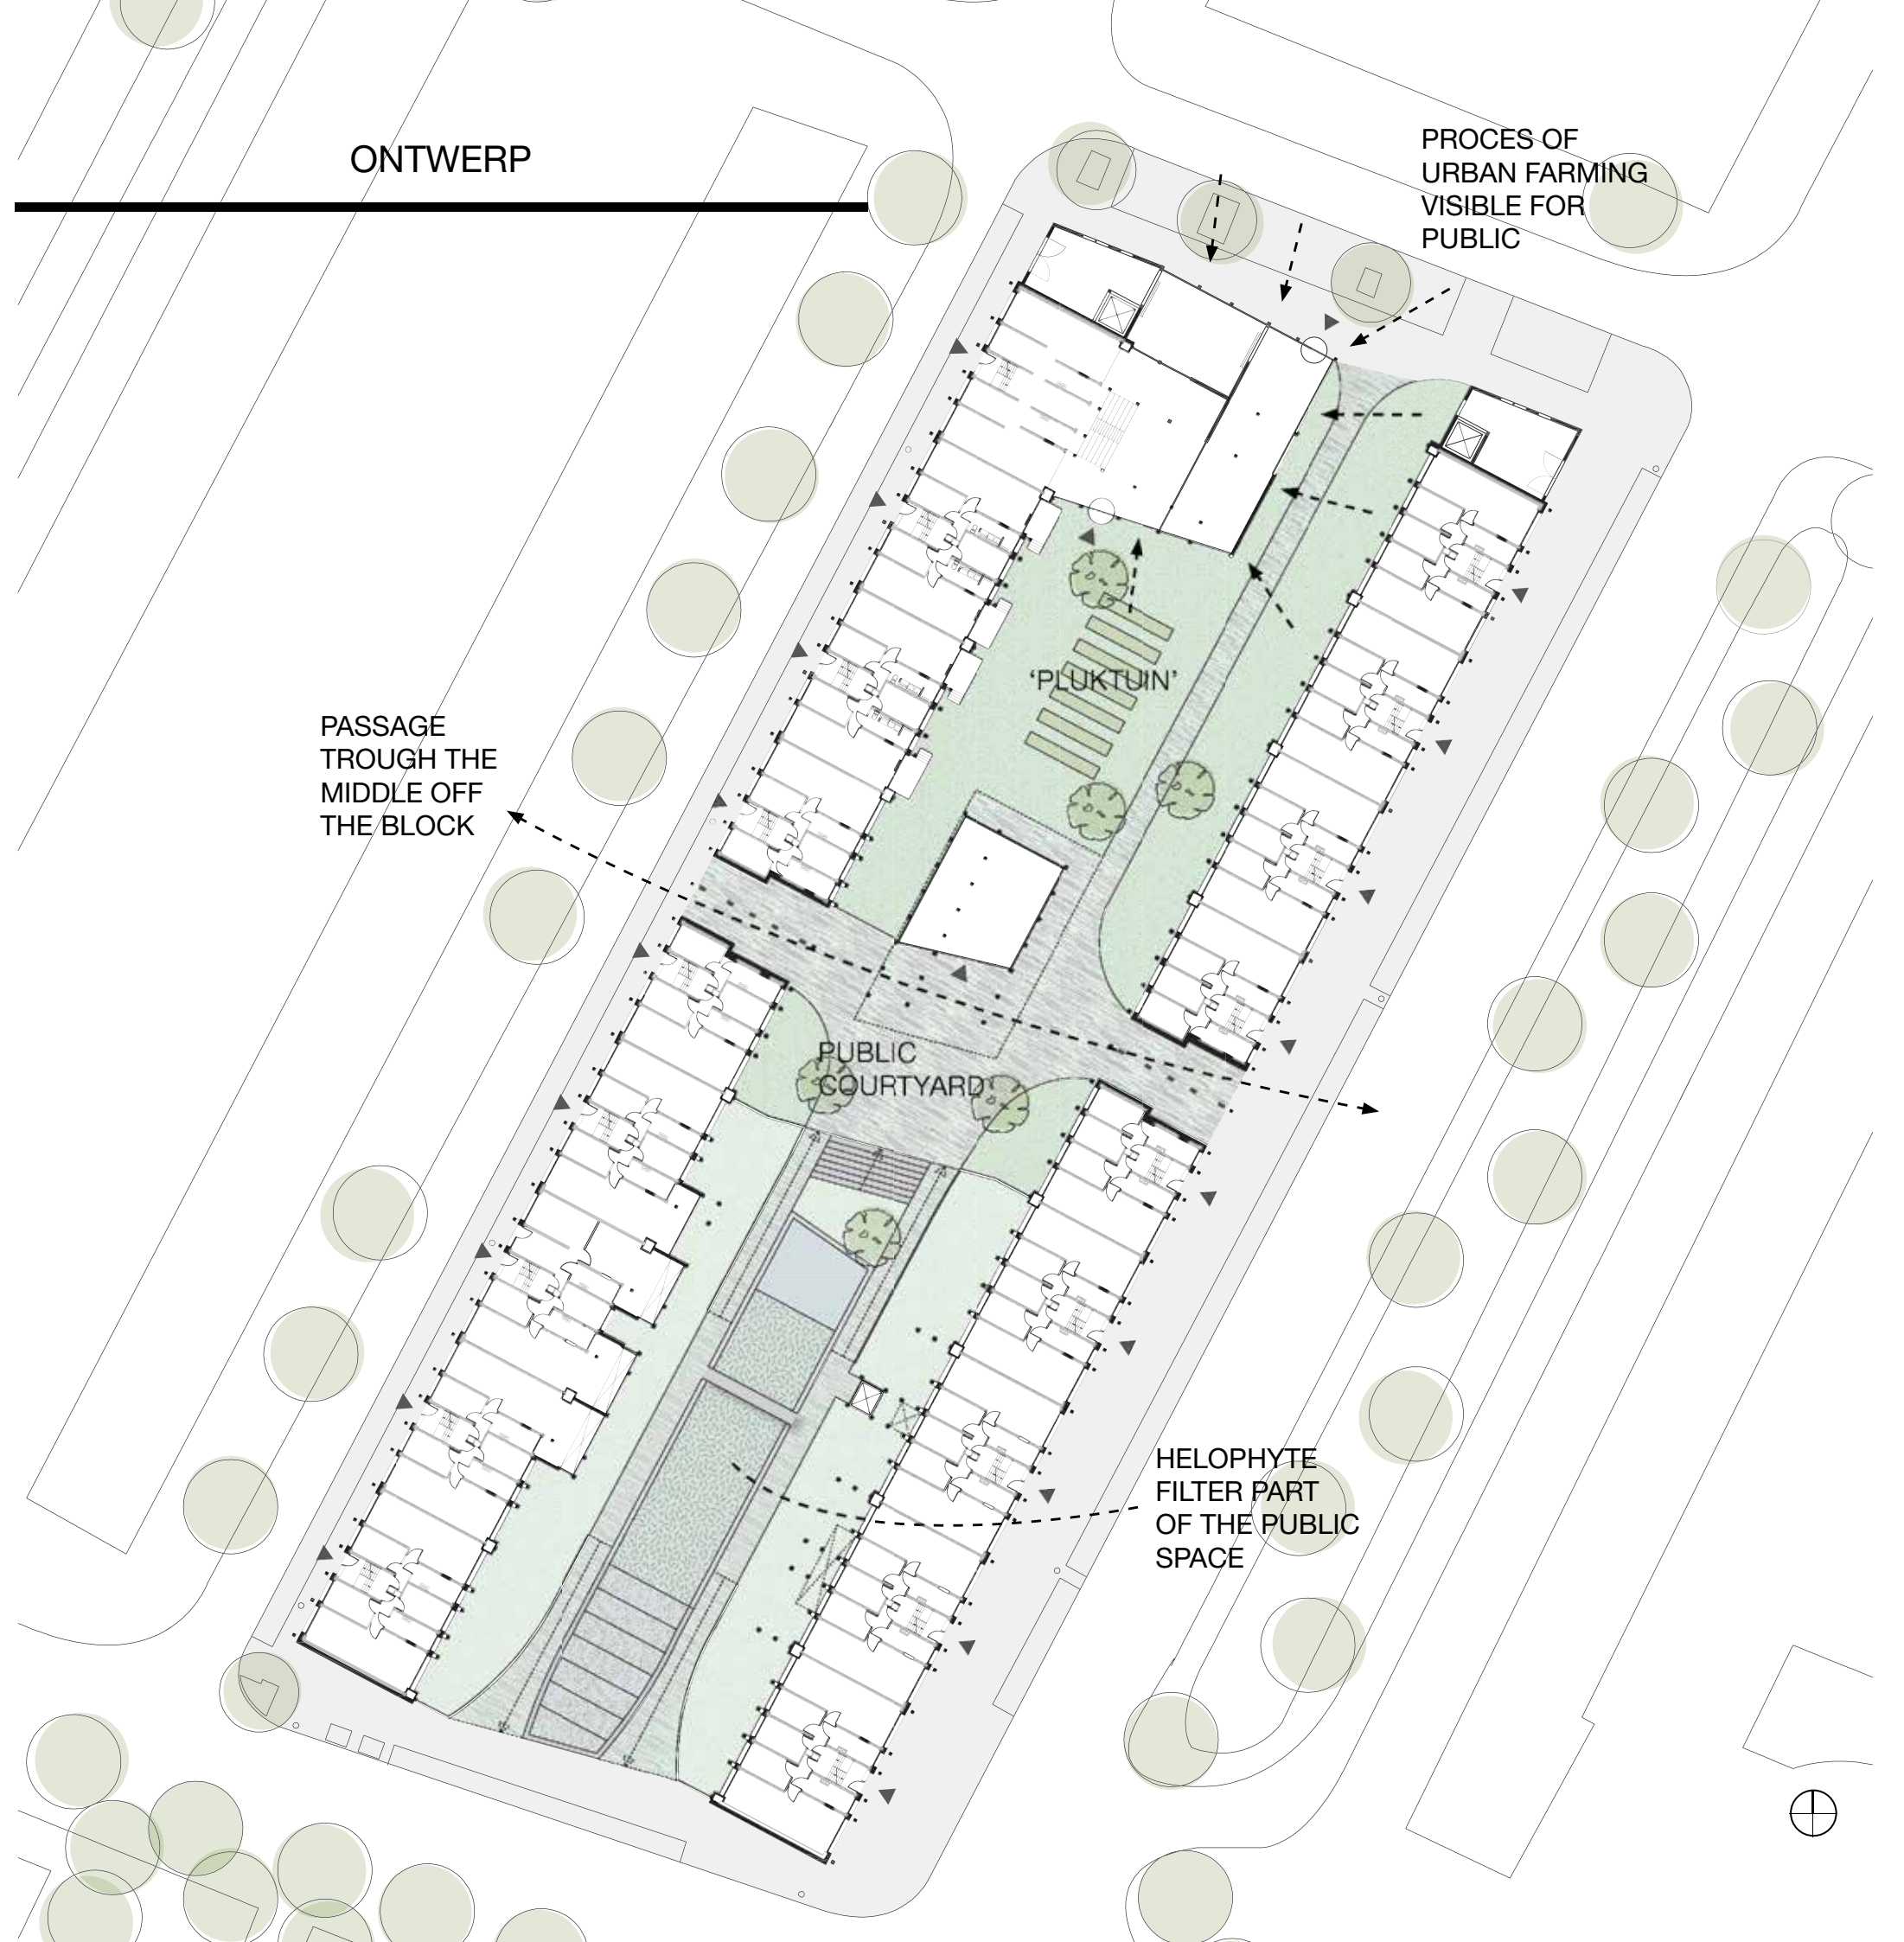 ONTWERP
PROCES OF
URBAN FARMING
VISIBLE FOR
PUBLIC
'PLUKTUIN'
PASSAGE
TROUGH THE
MIDDLE OFF
THE BLOCK
PUBLIC
COURTYARD
HELOPHYTE
FILTER PART
OF THE PUBLIC
SPACE